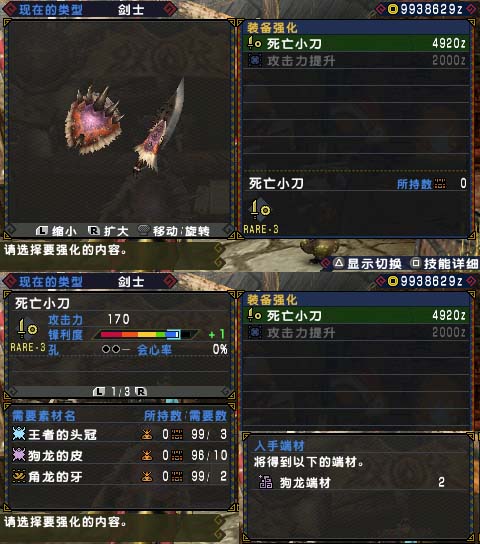 现在的类型 剑士
9938629z
装备强化
死亡小刀 4920z
攻击力提升 2000z
死亡小刀 所持数 0
RARE-3
L 缩小 R 扩大 移动/旋转
请选择要强化的内容。
△ 显示切换 □ 技能详细
现在的类型 剑士
9938629z
死亡小刀
攻击力 170
锋利度 +1
RARE-3
孔 ●●— 会心率 0%
L 1/3 R
需要素材名 所持数/需要数
王者的头冠 0 99/ 3
狗龙的皮 0 96/10
角龙的牙 0 99/ 2
请选择要强化的内容。
装备强化
死亡小刀 4920z
攻击力提升 2000z
入手端材
将得到以下的端材。
狗龙端材 2